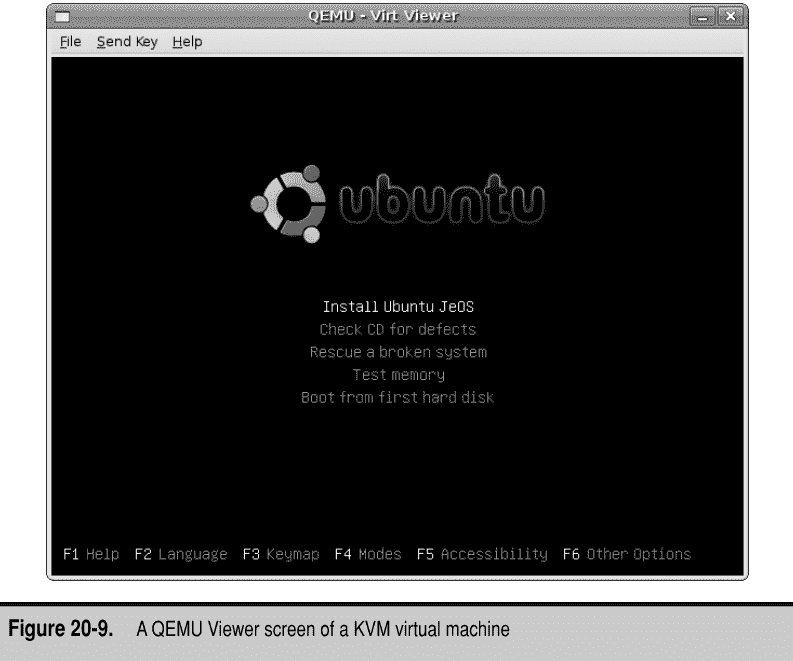 QEMU - Virt Viewer
File Send Key Help
ubuntu
Install Ubuntu JeOS
Check CD for defects
Rescue a broken system
Test memory
Boot from first hard disk
F1 Help F2 Language F3 Keymap F4 Modes F5 Accessibility F6 Other Options
Figure 20-9. A QEMU Viewer screen of a KVM virtual machine